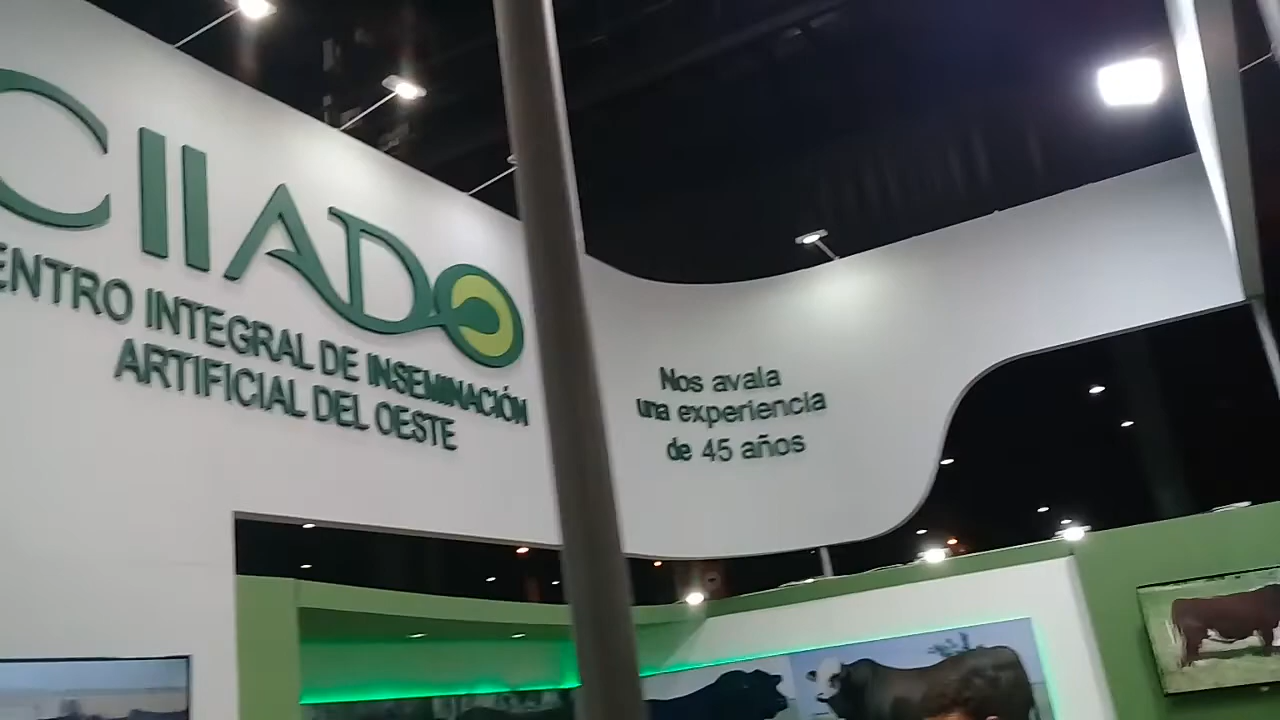 CIIADO
ENTRO INTEGRAL DE INSEMINACIÓN
ARTIFICIAL DEL OESTE
Nos avala
una experiencia
de 45 años